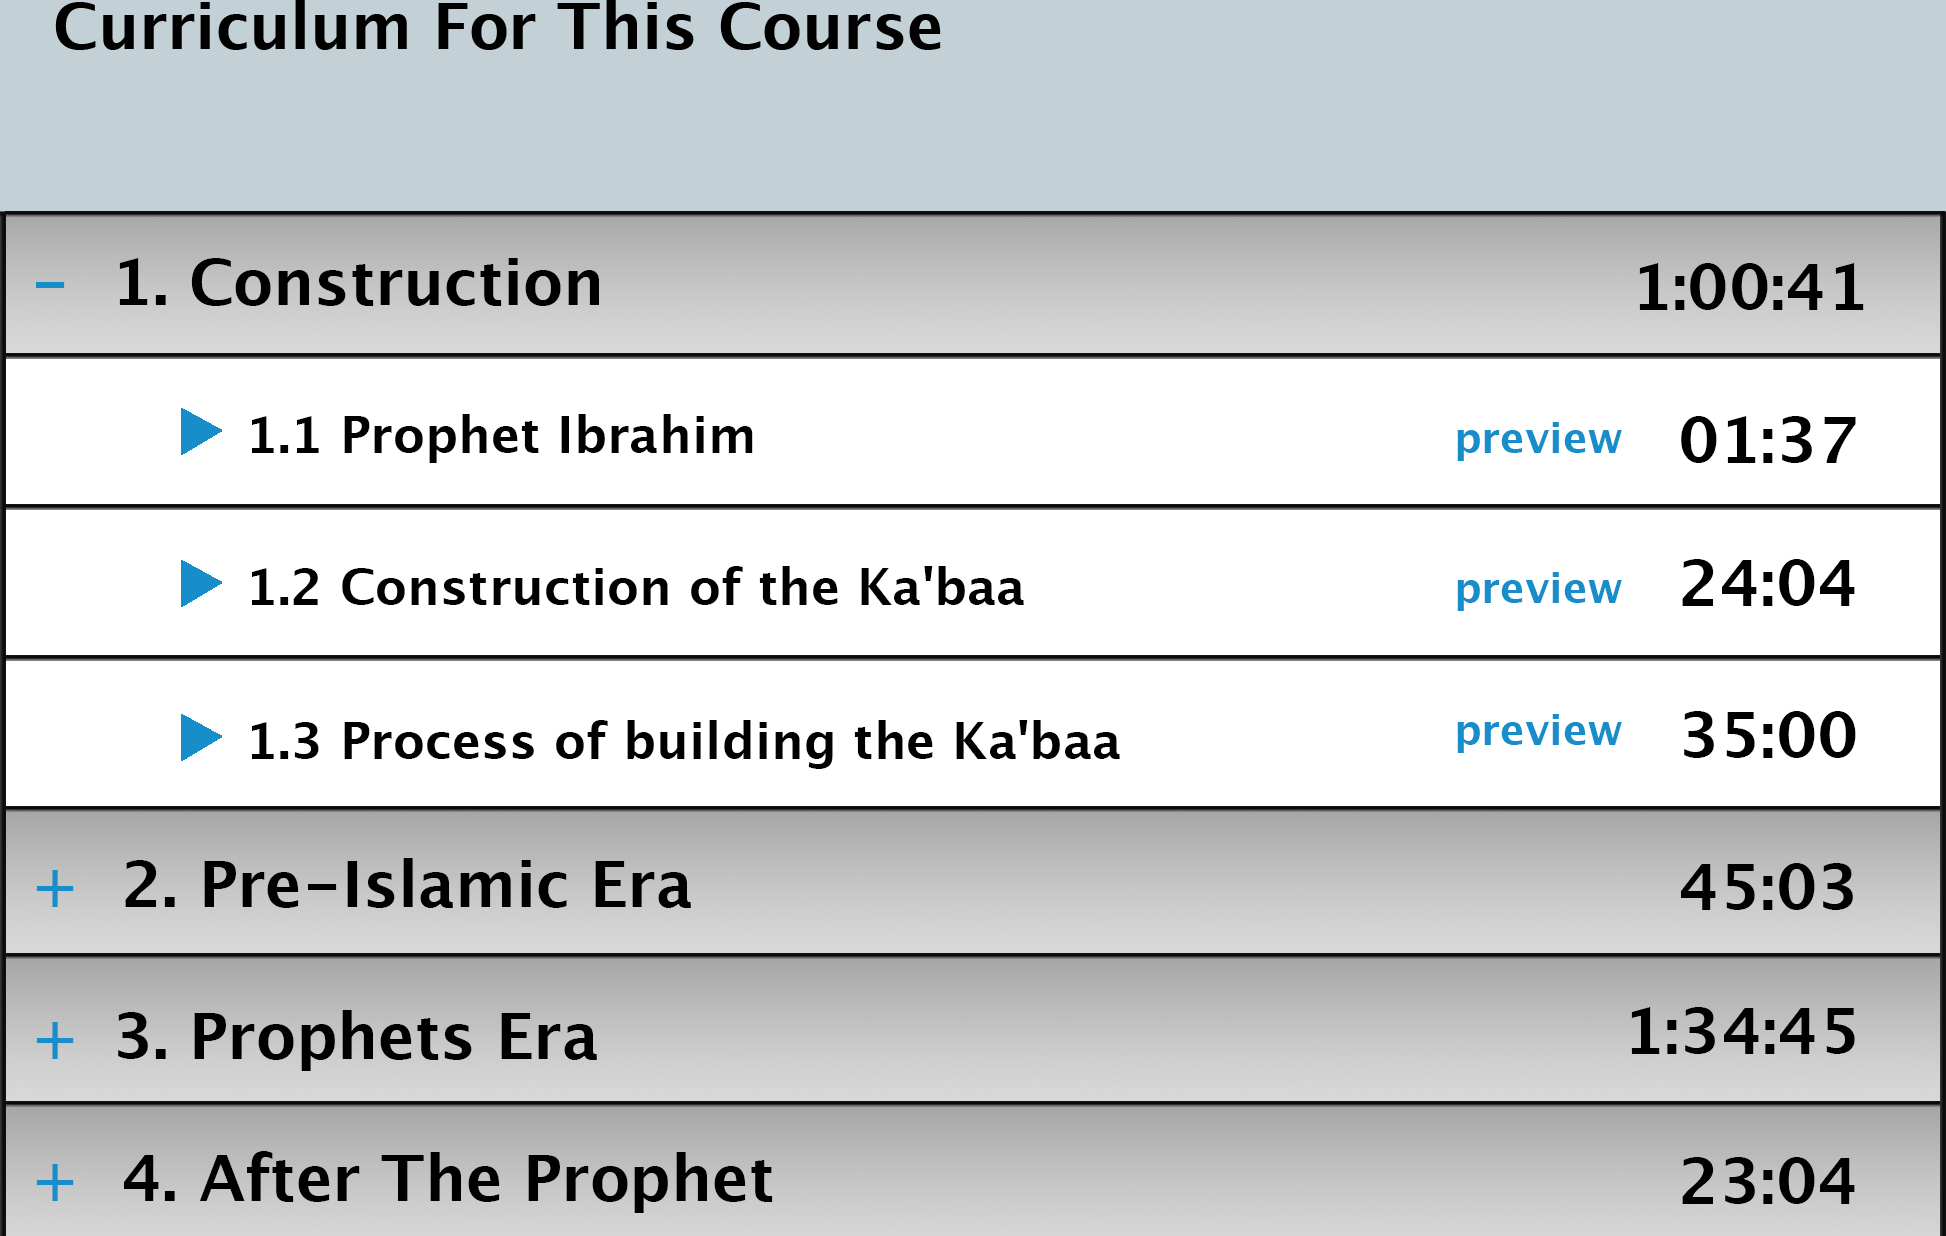 Curriculum For This Course
- 1. Construction 1:00:41
1.1 Prophet Ibrahim preview 01:37
1.2 Construction of the Ka'baa preview 24:04
1.3 Process of building the Ka'baa preview 35:00
+ 2. Pre-Islamic Era 45:03
+ 3. Prophets Era 1:34:45
+ 4. After The Prophet 23:04